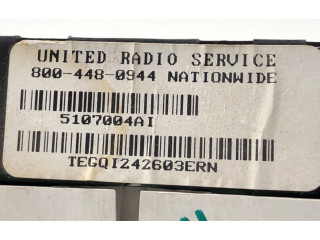 UNITED RADIO SERVICE
800-448-0944 NATIONWIDE
5107004AI
TEGQI242603ERN